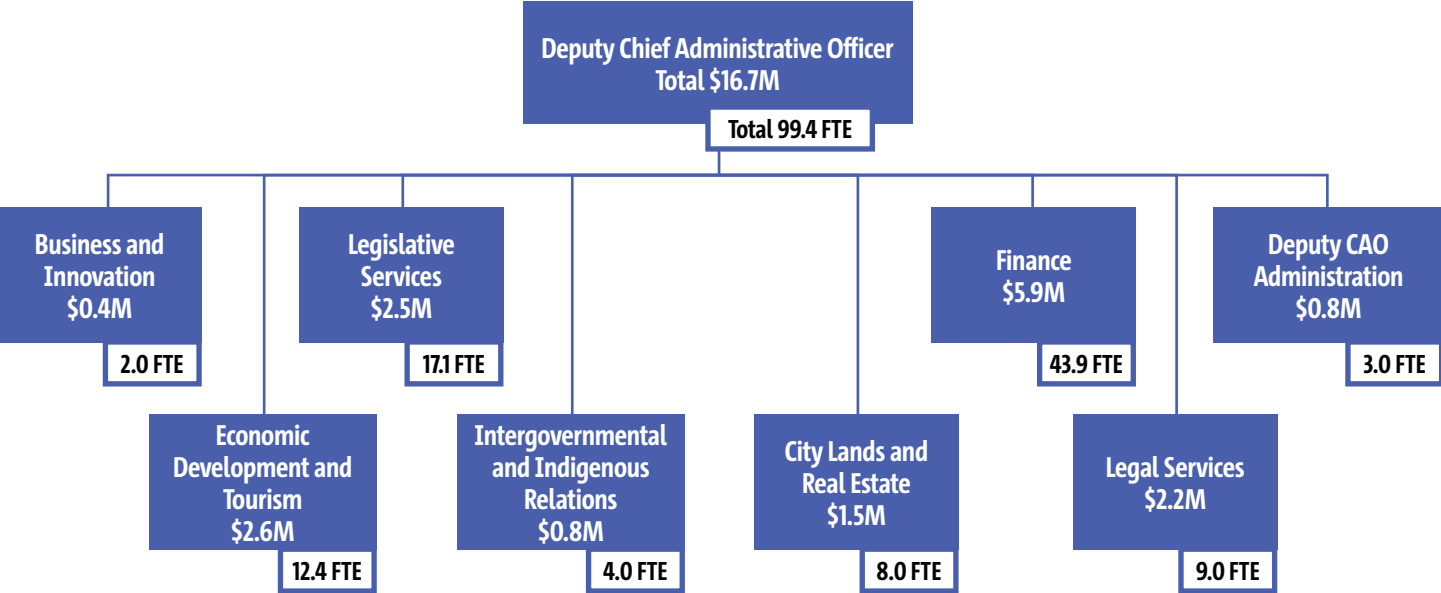 Deputy Chief Administrative Officer
Total $16.7M
Total 99.4 FTE
Business and
Innovation
$0.4M
2.0 FTE
Legislative
Services
$2.5M
17.1 FTE
Finance
$5.9M
43.9 FTE
Deputy CAO
Administration
$0.8M
3.0 FTE
Economic
Development and
Tourism
$2.6M
12.4 FTE
Intergovernmental
and Indigenous
Relations
$0.8M
4.0 FTE
City Lands and
Real Estate
$1.5M
8.0 FTE
Legal Services
$2.2M
9.0 FTE